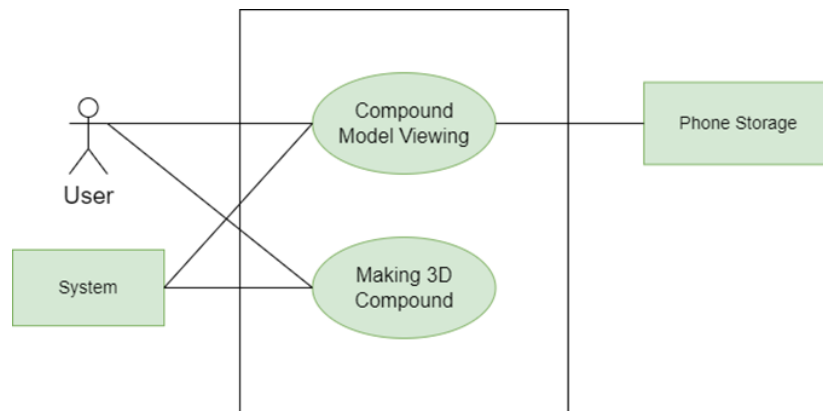 Compound
Model Viewing
Phone Storage
User
System
Making 3D
Compound